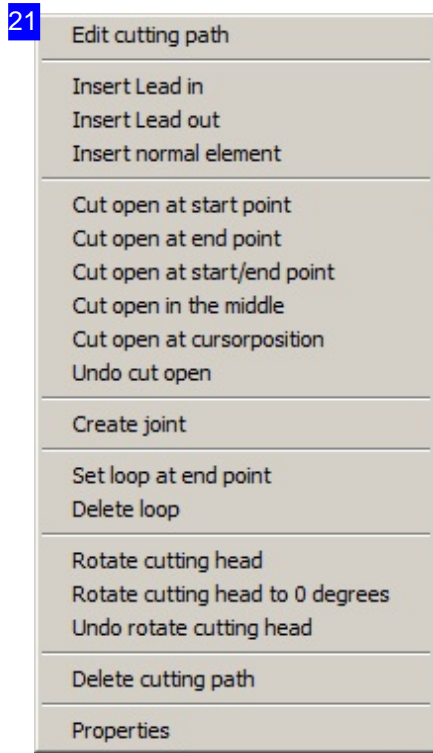 21
Edit cutting path
Insert Lead in
Insert Lead out
Insert normal element
Cut open at start point
Cut open at end point
Cut open at start/end point
Cut open in the middle
Cut open at cursorposition
Undo cut open
Create joint
Set loop at end point
Delete loop
Rotate cutting head
Rotate cutting head to 0 degrees
Undo rotate cutting head
Delete cutting path
Properties